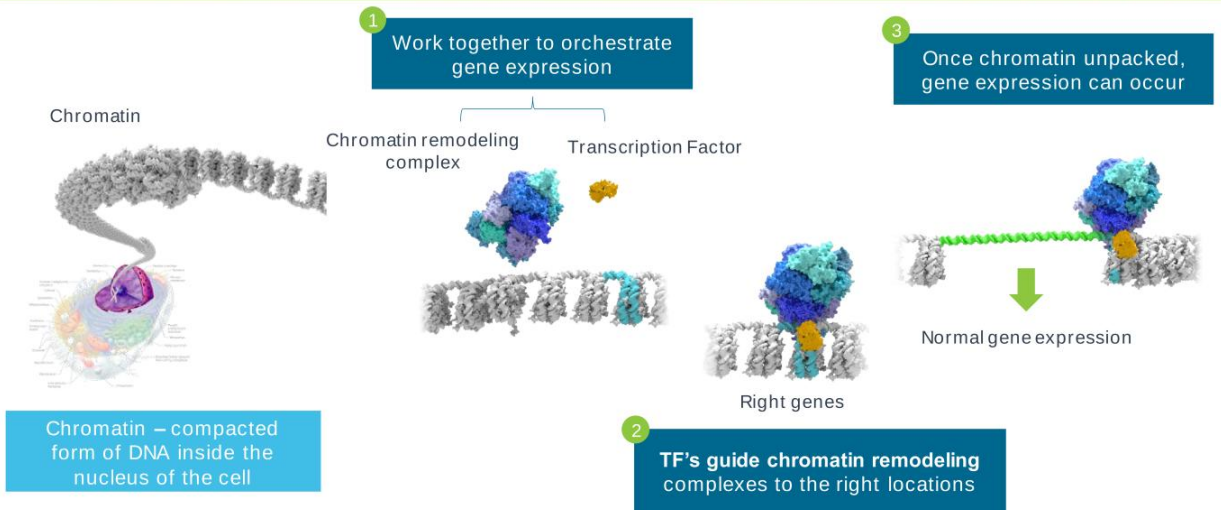 Chromatin
Chromatin – compacted
form of DNA inside the
nucleus of the cell
1
Work together to orchestrate
gene expression
Chromatin remodeling
complex
Transcription Factor
Right genes
2
TF's guide chromatin remodeling
complexes to the right locations
3
Once chromatin unpacked,
gene expression can occur
Normal gene expression